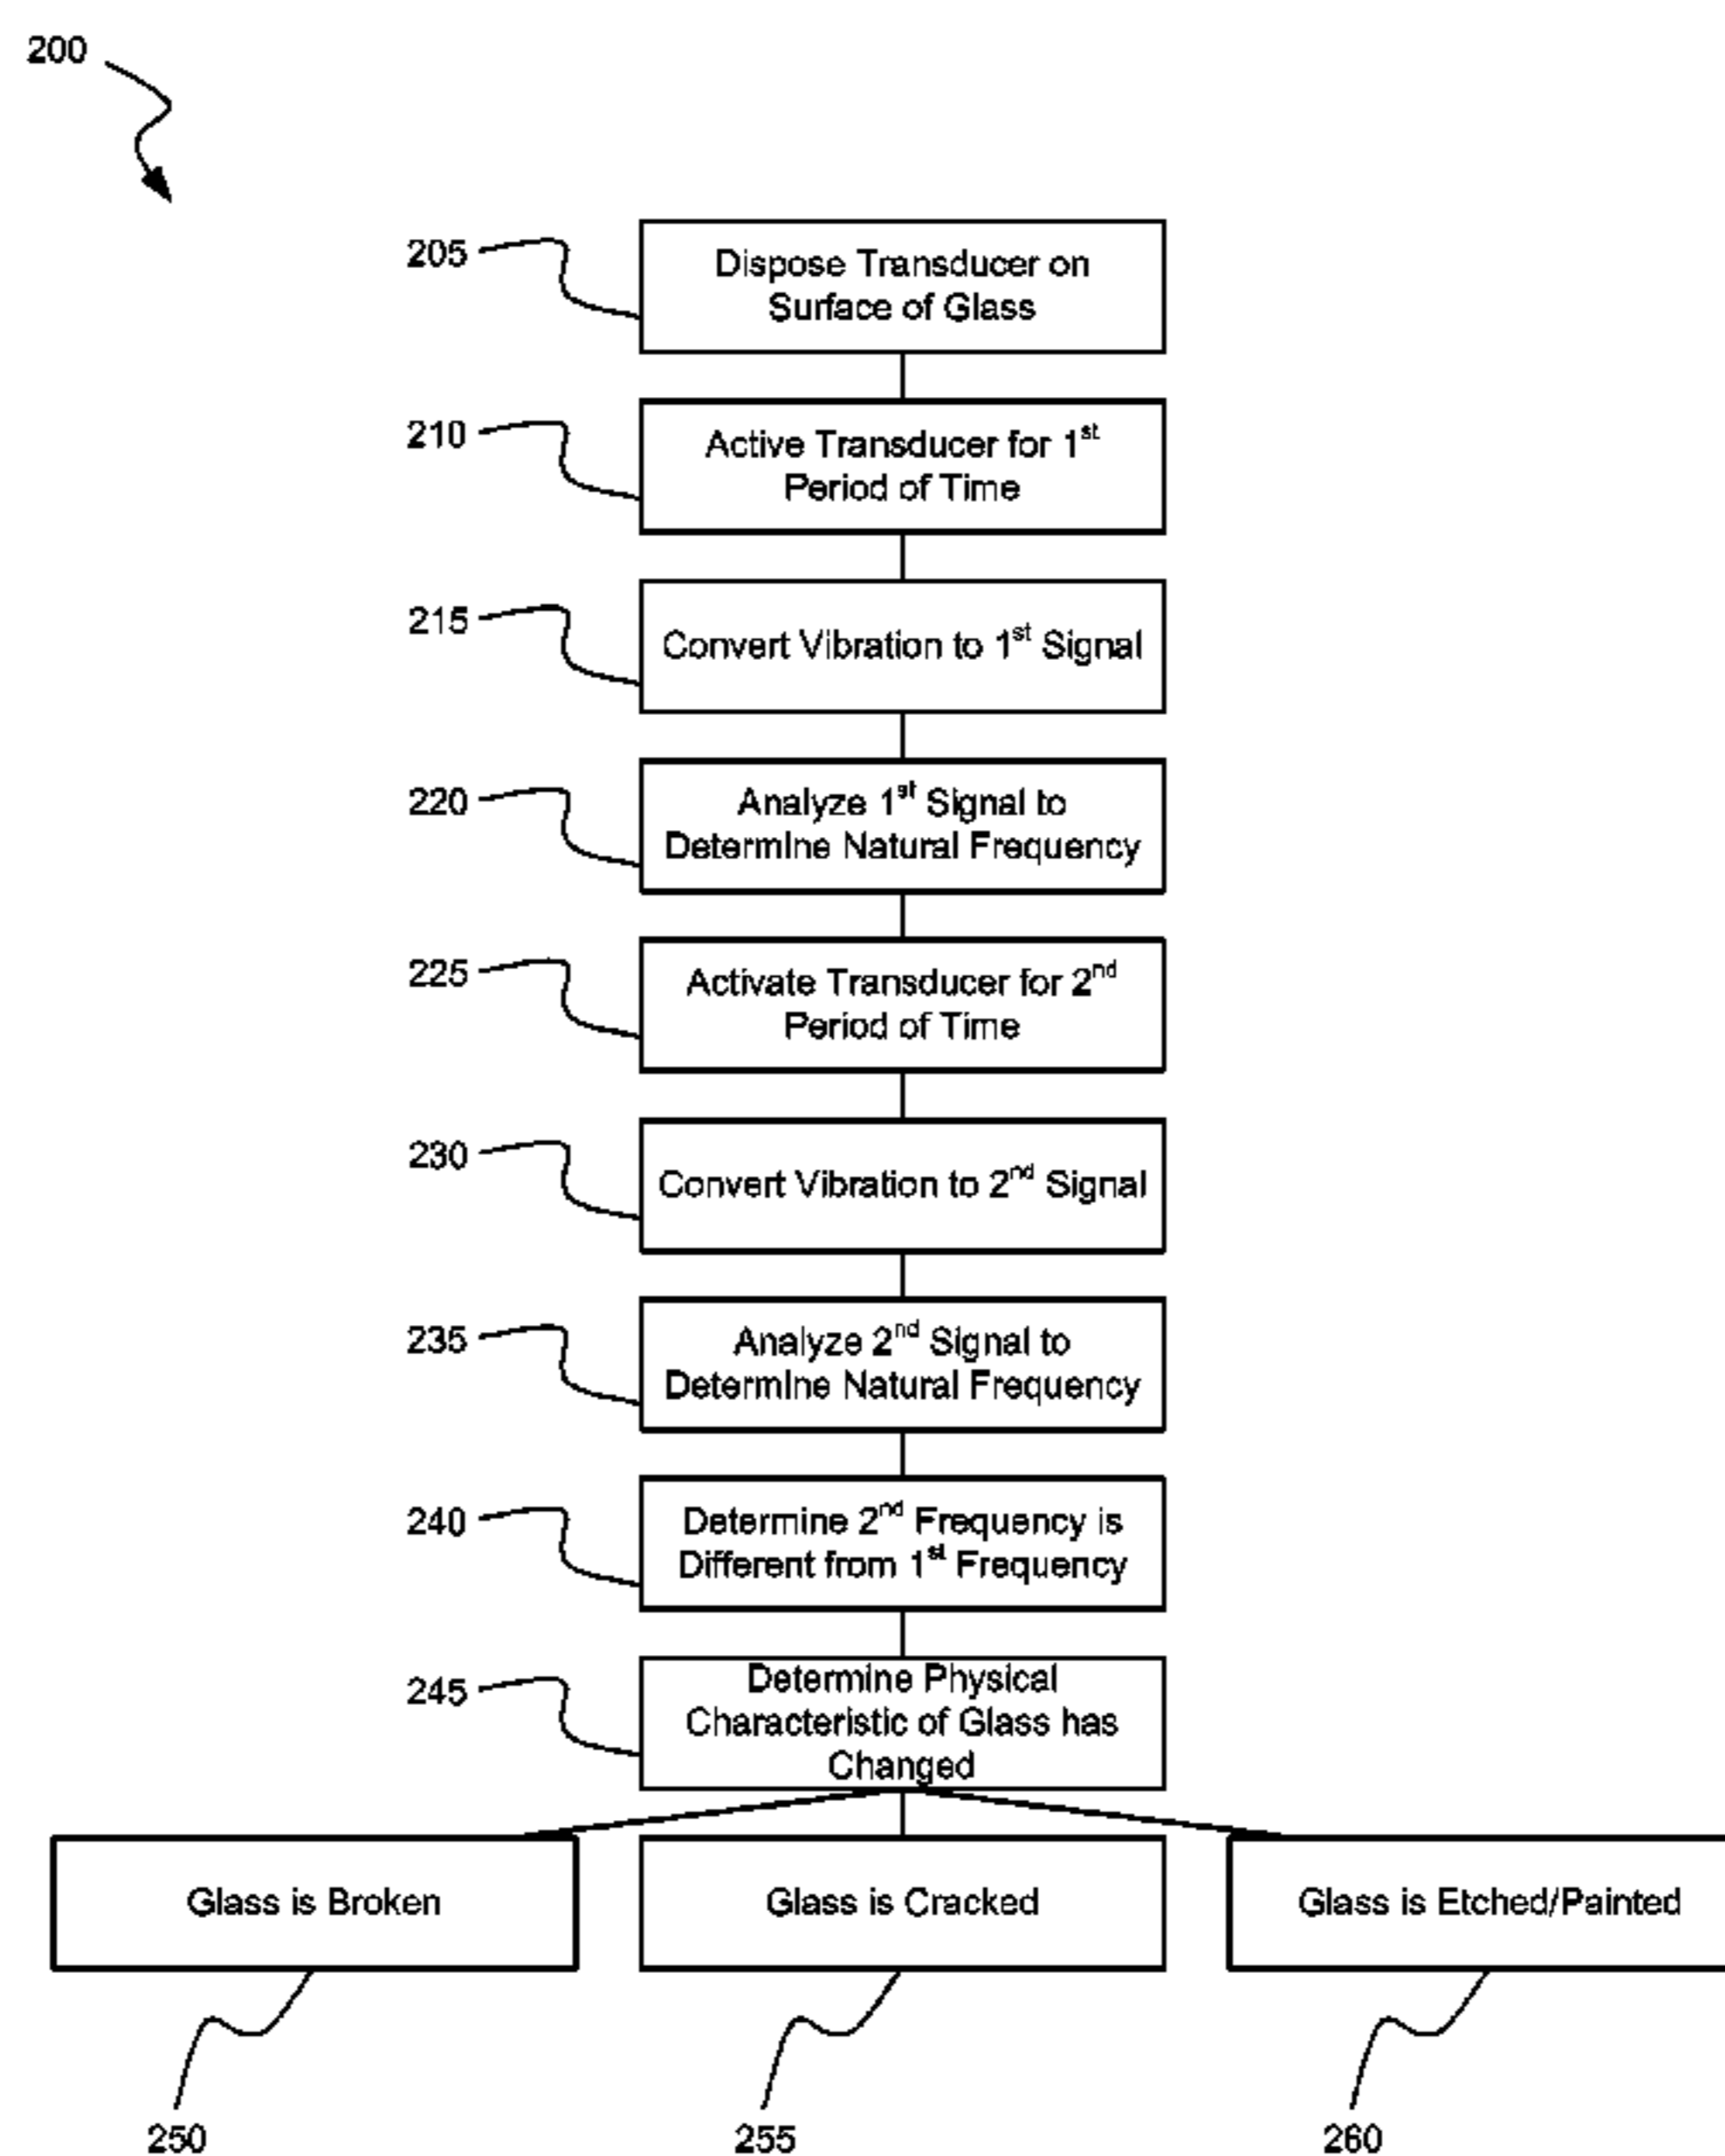 200
205
Dispose Transducer on
Surface of Glass
210
Active Transducer for 1st
Period of Time
215
Convert Vibration to 1st Signal
220
Analyze 1st Signal to
Determine Natural Frequency
225
Activate Transducer for 2nd
Period of Time
230
Convert Vibration to 2nd Signal
235
Analyze 2nd Signal to
Determine Natural Frequency
240
Determine 2nd Frequency is
Different from 1st Frequency
245
Determine Physical
Characteristic of Glass has
Changed
Glass is Broken
Glass is Cracked
Glass is Etched/Painted
250
255
260